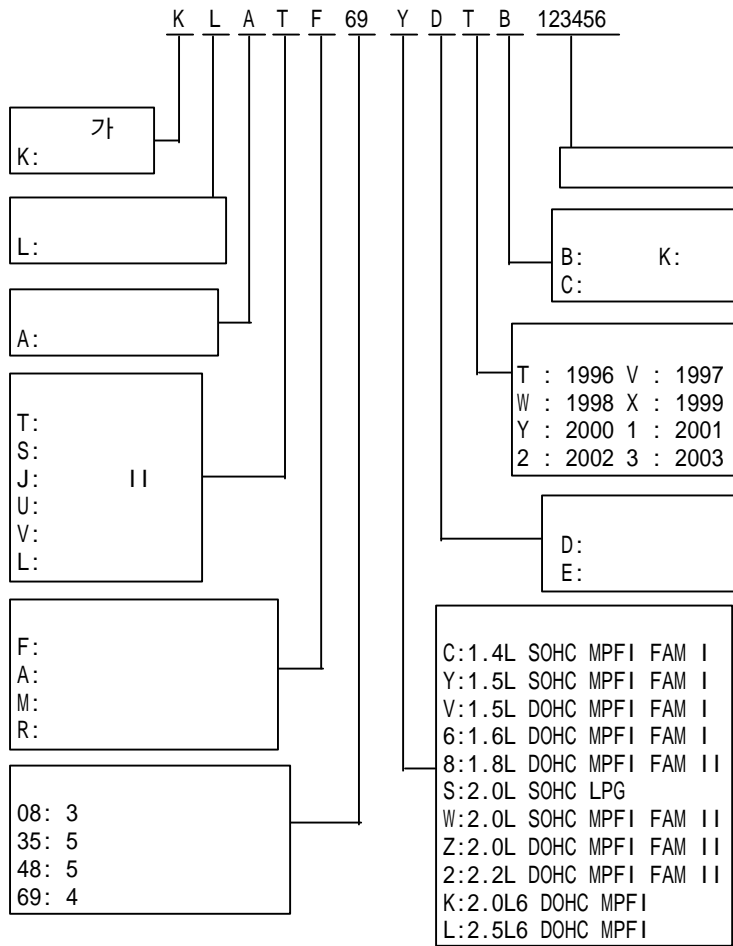 K L A T F 69 Y D T B 123456
가
K:
L:
A:
T:
S:
J: II
U:
V:
L:
F:
A:
M:
R:
08: 3
35: 5
48: 5
69: 4
B: K:
C:
T : 1996 V : 1997
W : 1998 X : 1999
Y : 2000 1 : 2001
2 : 2002 3 : 2003
D:
E:
C:1.4L SOHC MPFI FAM I
Y:1.5L SOHC MPFI FAM I
V:1.5L DOHC MPFI FAM I
6:1.6L DOHC MPFI FAM I
8:1.8L DOHC MPFI FAM II
S:2.0L SOHC LPG
W:2.0L SOHC MPFI FAM II
Z:2.0L DOHC MPFI FAM II
2:2.2L DOHC MPFI FAM II
K:2.0L6 DOHC MPFI
L:2.5L6 DOHC MPFI